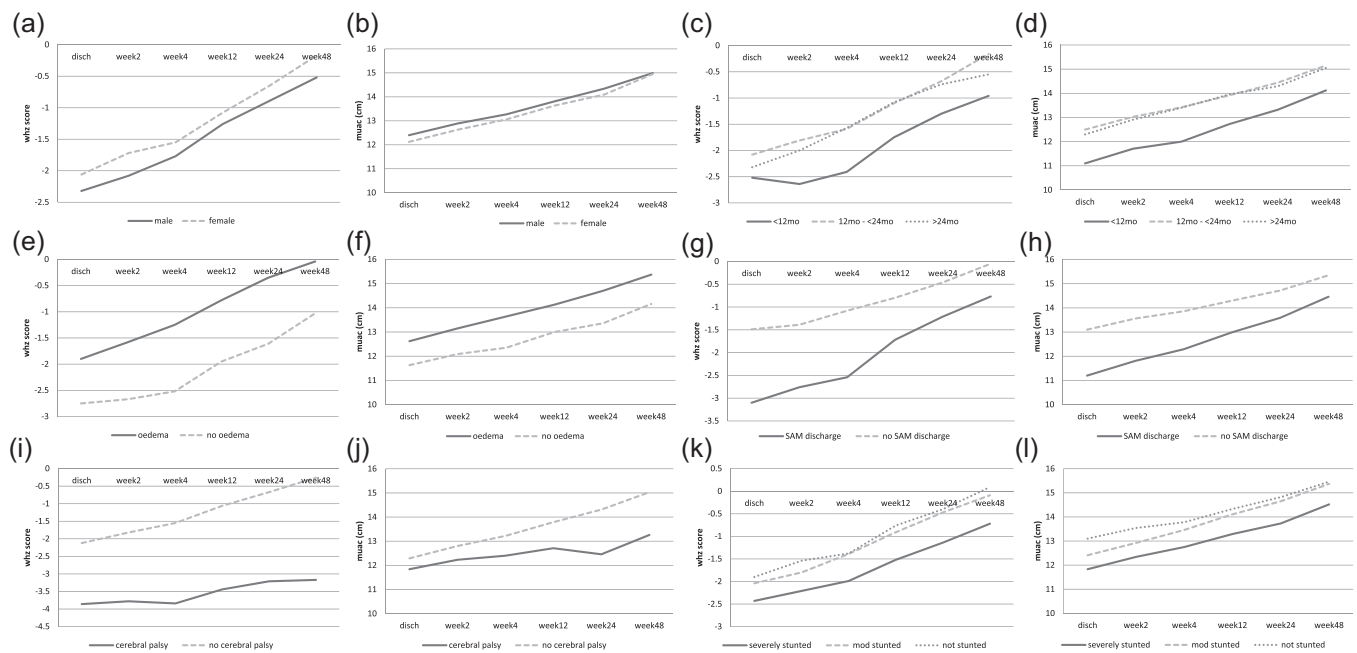 (a)
0
-0.5
-1
-1.5
-2
-2.5
whz score
disch week2 week4 week12 week24 week48
male female
(b)
16
15
14
13
12
11
10
muac (cm)
disch week2 week4 week12 week24 week48
male female
(c)
0
-0.5
-1
-1.5
-2
-2.5
-3
whz score
disch week2 week4 week12 week24 week48
<12mo 12mo - <24mo >24mo
(d)
16
15
14
13
12
11
10
muac (cm)
disch week2 week4 week12 week24 week48
<12mo 12mo - <24mo >24mo
(e)
0
-0.5
-1
-1.5
-2
-2.5
-3
whz score
disch week2 week4 week12 week24 week48
oedema no oedema
(f)
16
15
14
13
12
11
10
muac (cm)
disch week2 week4 week12 week24 week48
oedema no oedema
(g)
0
-0.5
-1
-1.5
-2
-2.5
-3
-3.5
whz score
disch week2 week4 week12 week24 week48
SAM discharge no SAM discharge
(h)
16
15
14
13
12
11
10
muac (cm)
disch week2 week4 week12 week24 week48
SAM discharge no SAM discharge
(i)
0
-0.5
-1
-1.5
-2
-2.5
-3
-3.5
-4
-4.5
whz score
disch week2 week4 week12 week24 week48
cerebral palsy no cerebral palsy
(j)
16
15
14
13
12
11
10
muac (cm)
disch week2 week4 week12 week24 week48
cerebral palsy no cerebral palsy
(k)
0.5
0
-0.5
-1
-1.5
-2
-2.5
-3
whz score
disch week2 week4 week12 week24 week48
severely stunted mod stunted not stunted
(l)
16
15
14
13
12
11
10
muac (cm)
disch week2 week4 week12 week24 week48
severely stunted mod stunted not stunted